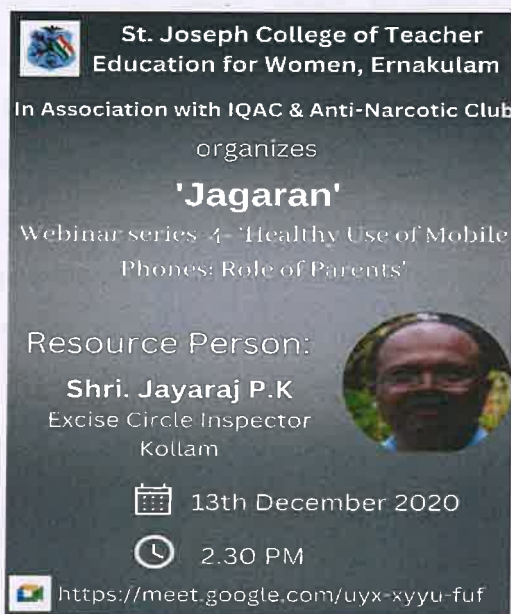 St. Joseph College of Teacher
Education for Women, Ernakulam
In Association with IQAC & Anti-Narcotic Club
organizes
'Jagaran'
Webinar series -4- 'Healthy Use of Mobile
Phones: Role of Parents'
Resource Person:
Shri. Jayaraj P.K
Excise Circle Inspector
Kollam
13th December 2020
2.30 PM
https://meet.google.com/uyx-xyyu-fuf